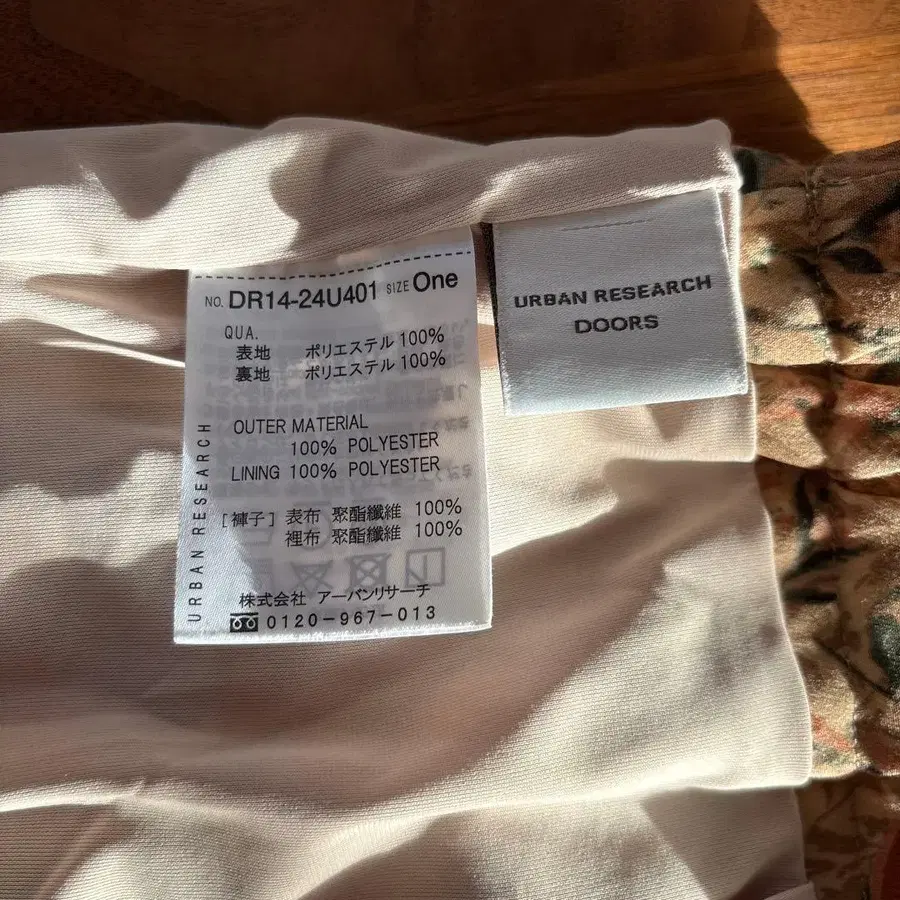 NO. DR14-24U401 SIZE One
QUA.
表地 ポリエステル 100%
裏地 ポリエステル 100%
OUTER MATERIAL
100% POLYESTER
LINING 100% POLYESTER
[褲子] 表布 聚酯纖維 100%
裡布 聚酯纖維 100%
株式会社 アーバンリサーチ
0120-967-013
URBAN RESEARCH
URBAN RESEARCH
DOORS